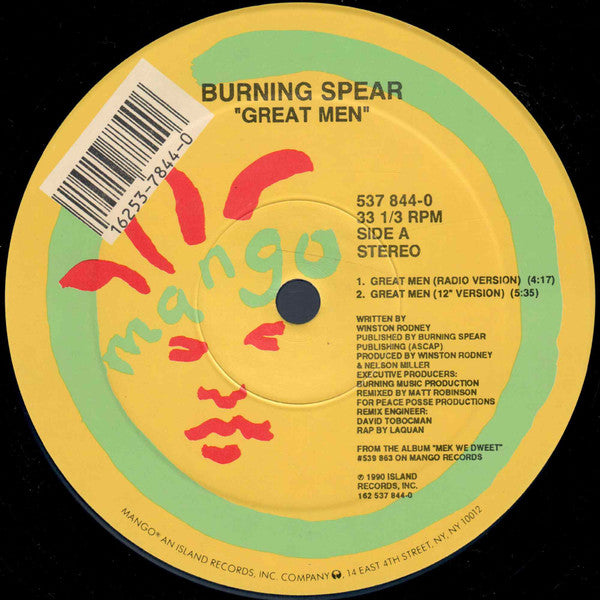 BURNING SPEAR
"GREAT MEN"
16253-7844-0
mango
537 844-0
33 1/3 RPM
SIDE A
STEREO
1. GREAT MEN (RADIO VERSION) (4:17)
2. GREAT MEN (12" VERSION) (5:35)
WRITTEN BY
WINSTON RODNEY
PUBLISHED BY BURNING SPEAR
PUBLISHING (ASCAP)
PRODUCED BY WINSTON RODNEY
& NELSON MILLER
EXECUTIVE PRODUCERS:
BURNING MUSIC PRODUCTION
REMIXED BY MATT ROBINSON
FOR PEACE POSSE PRODUCTIONS
REMIX ENGINEER:
DAVID TOBOCMAN
RAP BY LAQUAN
FROM THE ALBUM "MEK WE DWEET"
#539 863 ON MANGO RECORDS
℗ 1990 ISLAND
RECORDS, INC.
162 537 844-0
MANGO® AN ISLAND RECORDS, INC. COMPANY, 14 EAST 4TH STREET, NY, NY 10012